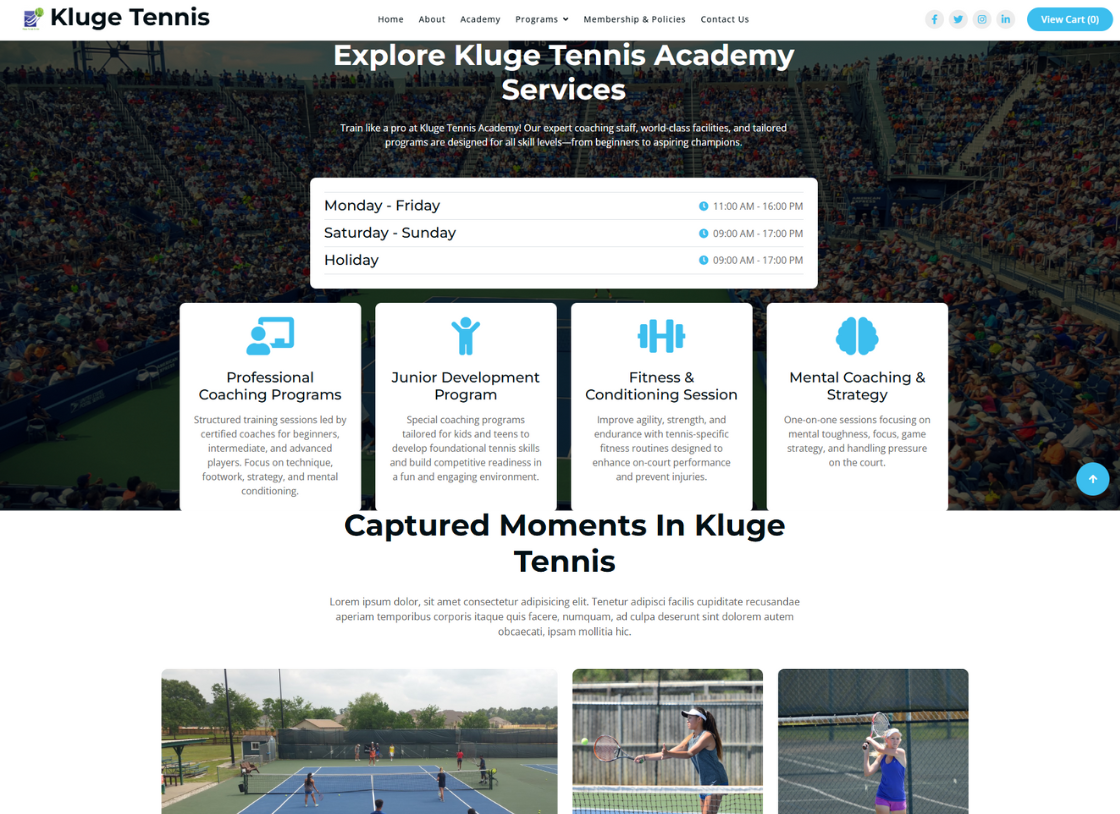 Kluge Tennis
Home About Academy Programs Membership & Policies Contact Us
View Cart (0)
Explore Kluge Tennis Academy
Services
Train like a pro at Kluge Tennis Academy! Our expert coaching staff, world-class facilities, and tailored
programs are designed for all skill levels—from beginners to aspiring champions.
Monday - Friday 11:00 AM - 16:00 PM
Saturday - Sunday 09:00 AM - 17:00 PM
Holiday 09:00 AM - 17:00 PM
Professional
Coaching Programs
Structured training sessions led by
certified coaches for beginners,
intermediate, and advanced
players. Focus on technique,
footwork, strategy, and mental
conditioning.
Junior Development
Program
Special coaching programs
tailored for kids and teens to
develop foundational tennis skills
and build competitive readiness in
a fun and engaging environment.
Fitness &
Conditioning Session
Improve agility, strength, and
endurance with tennis-specific
fitness routines designed to
enhance on-court performance
and prevent injuries.
Mental Coaching &
Strategy
One-on-one sessions focusing on
mental toughness, focus, game
strategy, and handling pressure
on the court.
Captured Moments In Kluge
Tennis
Lorem ipsum dolor, sit amet consectetur adipisicing elit. Tenetur adipisci facilis cupiditate recusandae
aperiam temporibus corporis itaque quis facere, numquam, ad culpa deserunt sint dolorem autem
obcaecati, ipsam mollitia hic.